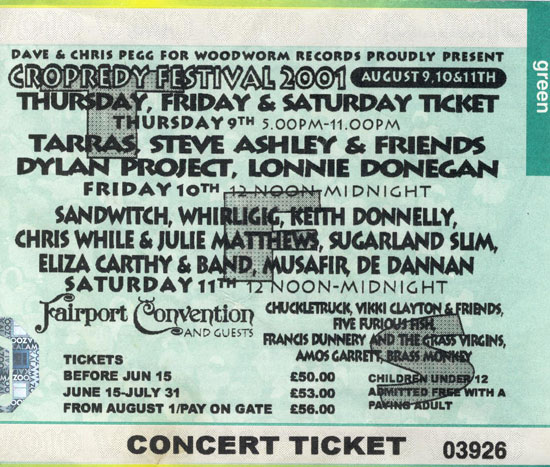 DAVE & CHRIS PEGG FOR WOODWORM RECORDS PROUDLY PRESENT
CROPREDY FESTIVAL 2001 AUGUST 9,10&11TH
THURSDAY, FRIDAY & SATURDAY TICKET
THURSDAY 9TH 5.00PM-11.00PM
TARRAS, STEVE ASHLEY & FRIENDS
DYLAN PROJECT, LONNIE DONEGAN
FRIDAY 10TH 12 NOON-MIDNIGHT
SANDWITCH, WHIRLIGIG, KEITH DONNELLY,
CHRIS WHILE & JULIE MATTHEWS, SUGARLAND SLIM,
ELIZA CARTHY & BAND, MUSAFIR, DE DANNAN
SATURDAY 11TH 12 NOON-MIDNIGHT
Fairport Convention
AND GUESTS
CHUCKLETRUCK, VIKKI CLAYTON & FRIENDS,
FIVE FURIOUS FISH,
FRANCIS DUNNERY AND THE GRASS VIRGINS,
AMOS GARRETT, BRASS MONKEY
TICKETS
BEFORE JUN 15 £50.00
JUNE 15-JULY 31 £53.00
FROM AUGUST 1/PAY ON GATE £56.00
CHILDREN UNDER 12
ADMITTED FREE WITH A
PAYING ADULT
CONCERT TICKET 03926
green